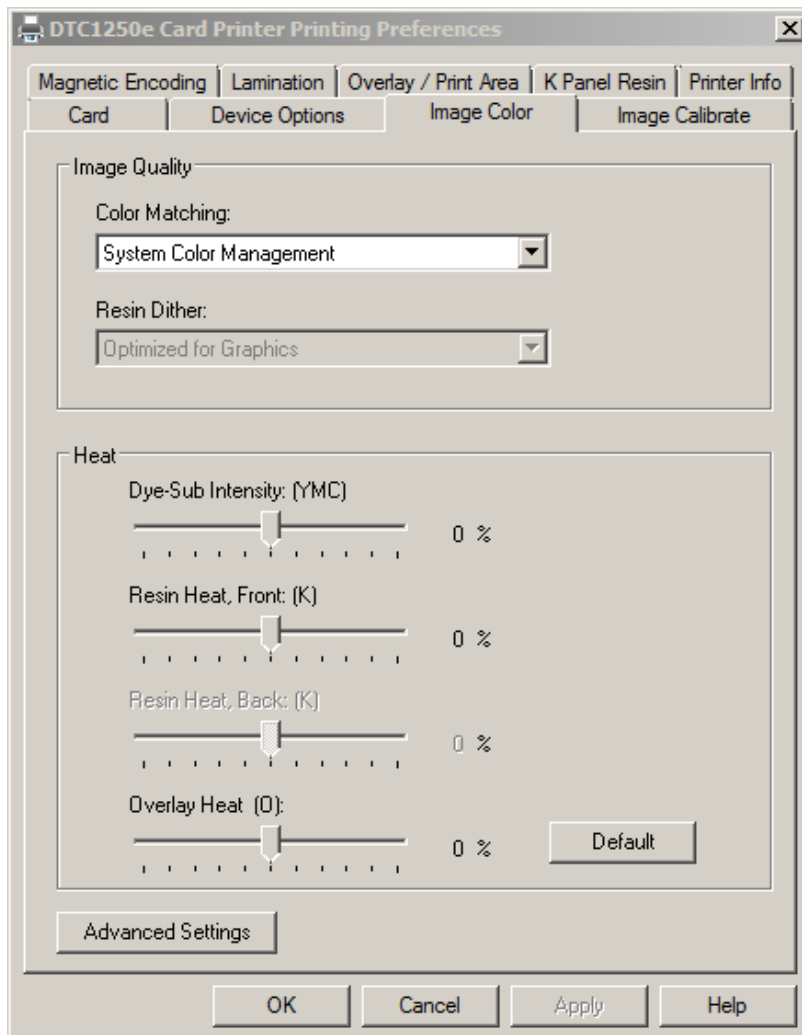 DTC1250e Card Printer Printing Preferences
Magnetic Encoding Lamination Overlay / Print Area K Panel Resin Printer Info
Card Device Options Image Color Image Calibrate
Image Quality
Color Matching:
System Color Management
Resin Dither:
Optimized for Graphics
Heat
Dye-Sub Intensity: (YMC)
0 %
Resin Heat, Front: (K)
0 %
Resin Heat, Back: (K)
0 %
Overlay Heat (O):
0 % Default
Advanced Settings
OK Cancel Apply Help